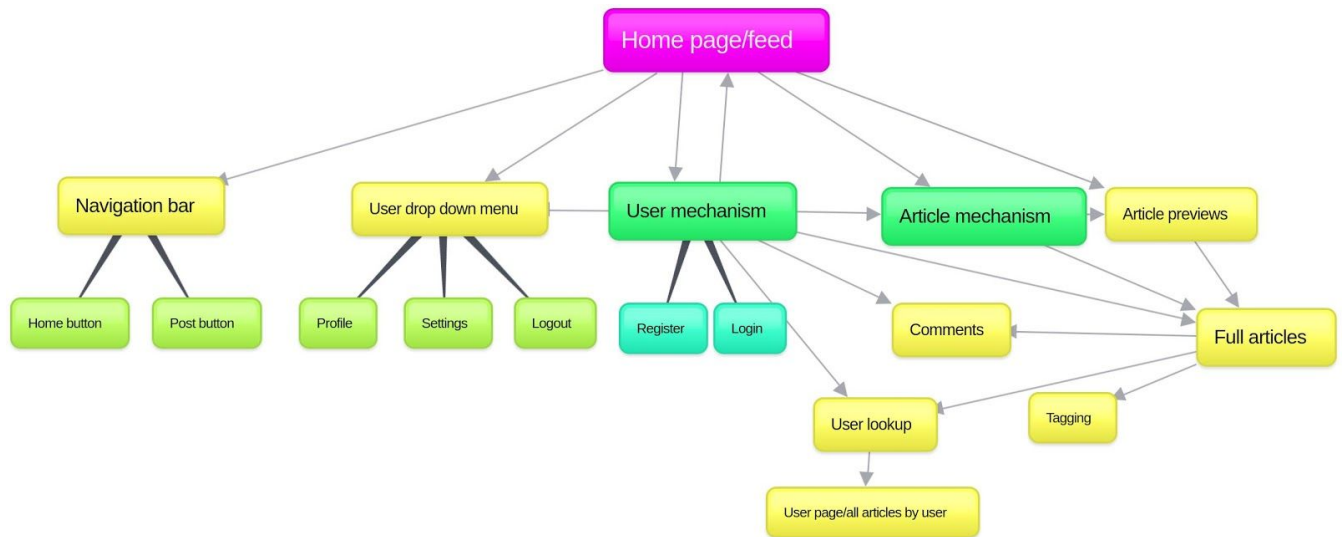 Home page/feed
Navigation bar
User drop down menu
User mechanism
Article mechanism
Article previews
Home button
Post button
Profile
Settings
Logout
Register
Login
Comments
Full articles
User lookup
Tagging
User page/all articles by user